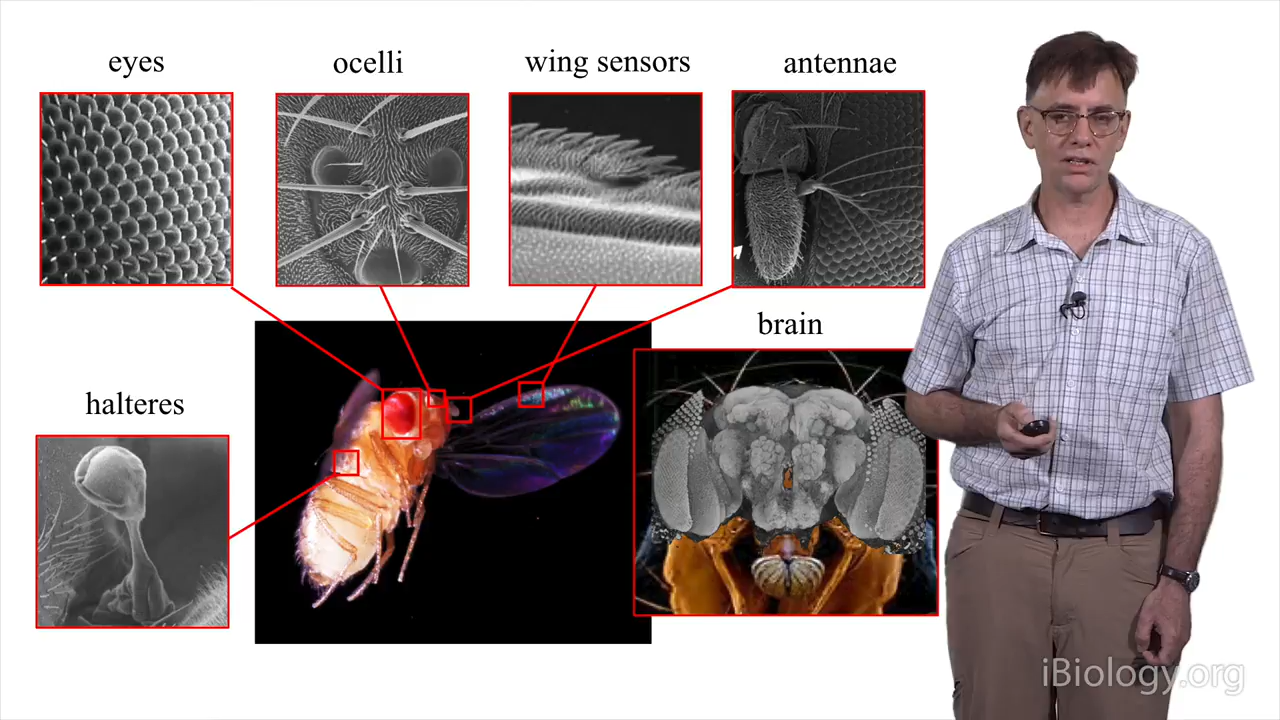 eyes
ocelli
wing sensors
antennae
brain
halteres
iBiology.org